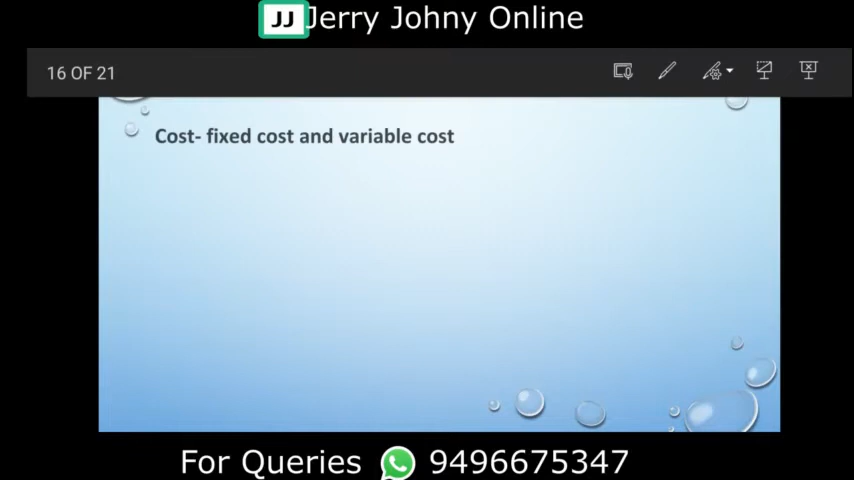 JJ Jerry Johny Online
16 OF 21
Cost- fixed cost and variable cost
For Queries 9496675347